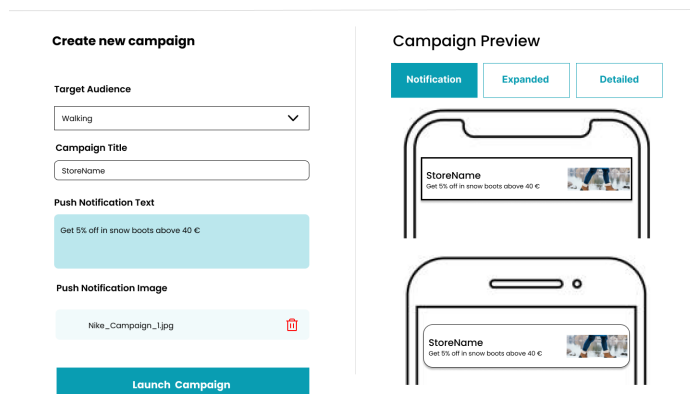 Create new campaign
Target Audience
Walking
Campaign Title
StoreName
Push Notification Text
Get 5% off in snow boots above 40 €
Push Notification Image
Nike_Campaign_1.jpg
Launch Campaign
Campaign Preview
Notification
Expanded
Detailed
StoreName
Get 5% off in snow boots above 40 €
StoreName
Get 5% off in snow boots above 40 €